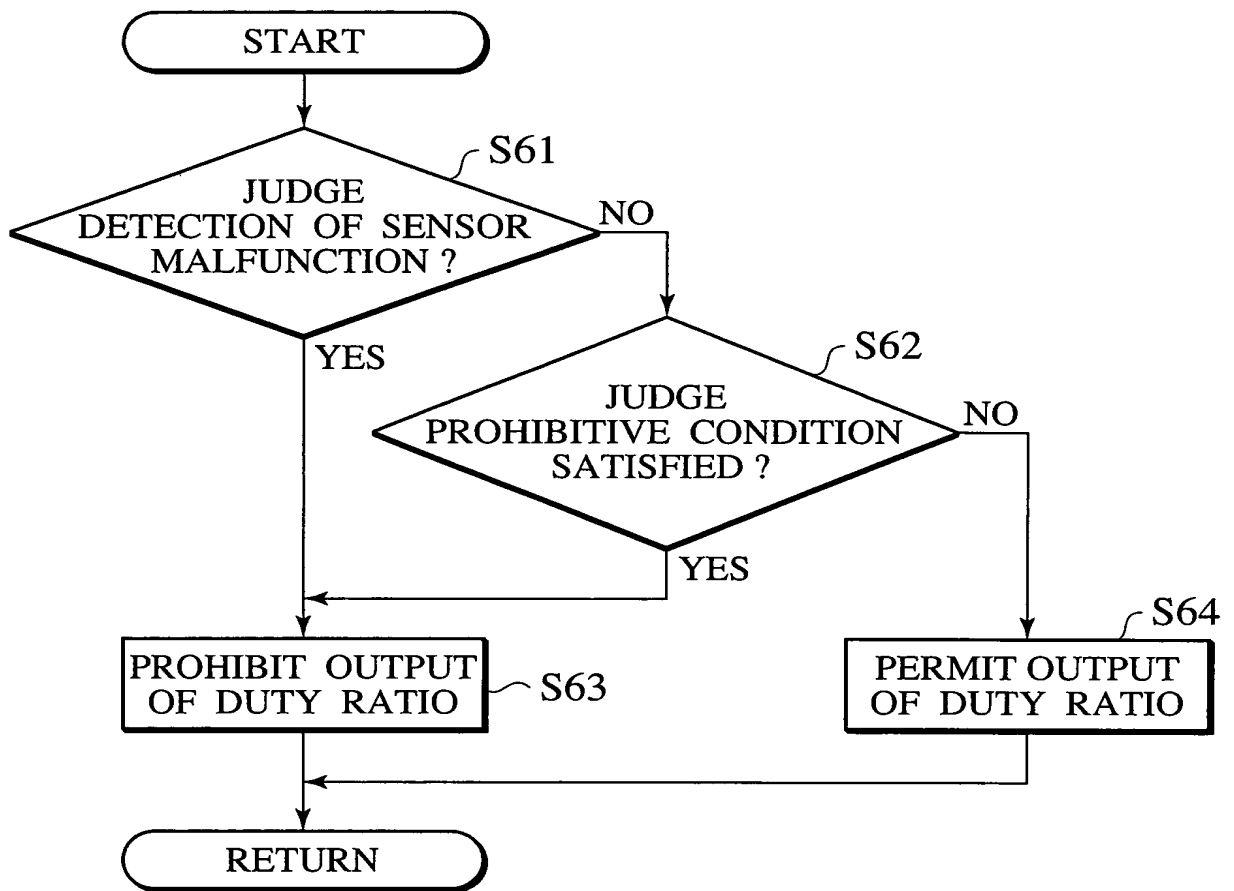 START
S61
JUDGE
DETECTION OF SENSOR
MALFUNCTION ?
NO
YES
S62
JUDGE
PROHIBITIVE CONDITION
SATISFIED ?
NO
YES
PROHIBIT OUTPUT
OF DUTY RATIO
S63
S64
PERMIT OUTPUT
OF DUTY RATIO
RETURN